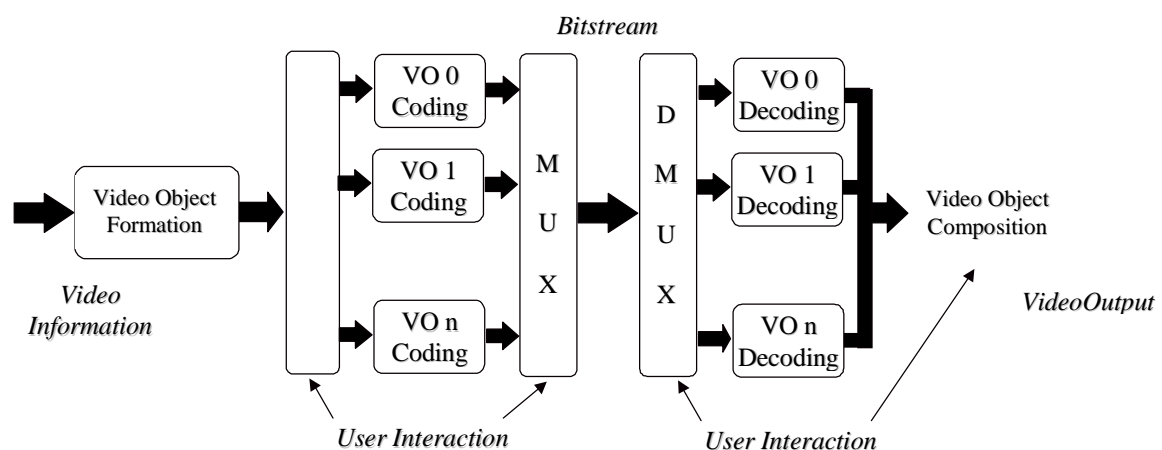 Bitstream
VO 0
Coding
VO 0
Decoding
D
M
U
X
M
U
X
VO 1
Coding
VO 1
Decoding
Video Object
Formation
Video Object
Composition
Video
Information
VideoOutput
VO n
Coding
VO n
Decoding
User Interaction
User Interaction